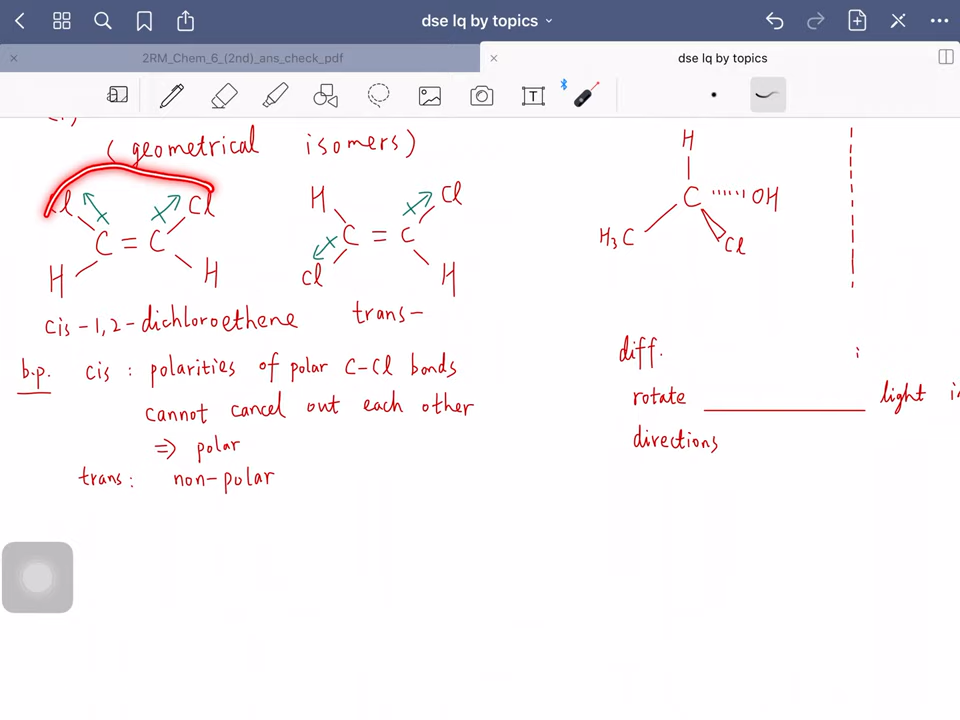 dse lq by topics
2RM_Chem_6_(2nd)_ans_check_pdf
dse lq by topics
(geometrical isomers)
Cl Cl
C = C
H H
H Cl
C = C
Cl H
cis-1,2-dichloroethene trans-
b.p. cis : polarities of polar C-Cl bonds
cannot cancel out each other
⇒ polar
trans : non-polar
H
C OH
H₃C Cl
diff. :
rotate __________ light
directions